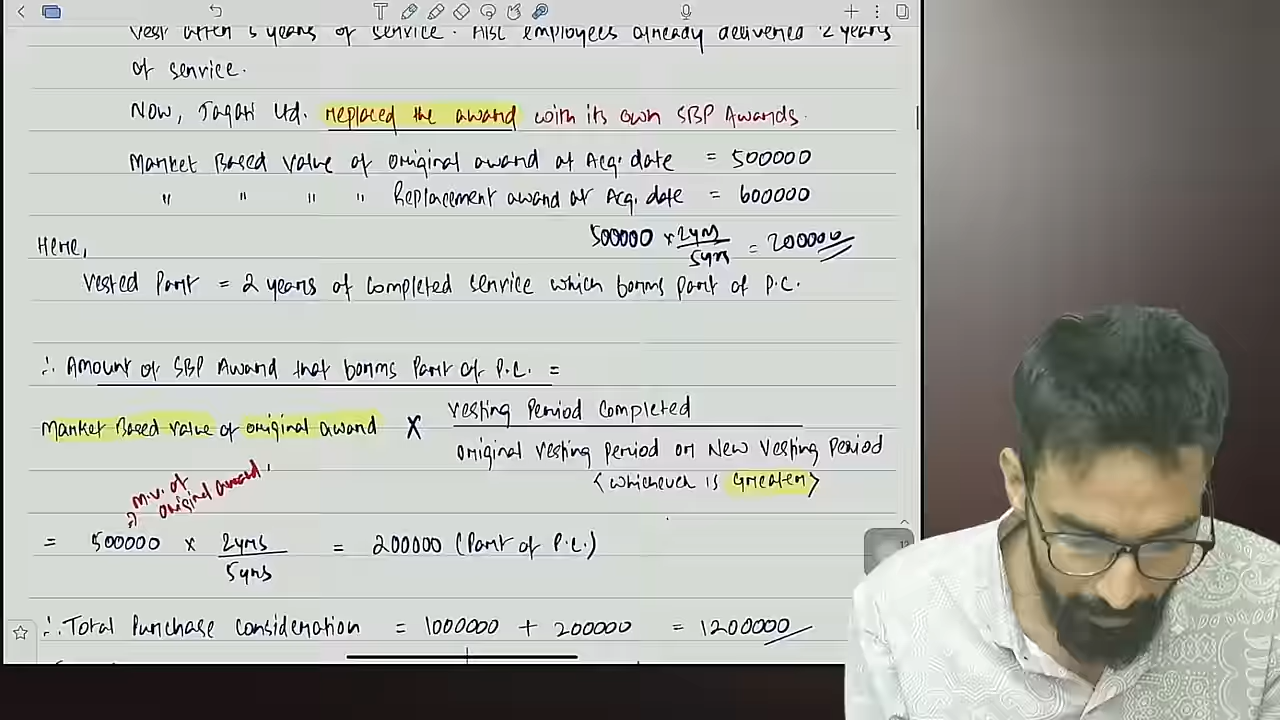 of service.
Now, Jagati Ltd. replaced the award with its own SBP Awards.
Market Based Value of original award at Acq. date = 500000
" " " " Replacement award at Acq. date = 600000
500000 x 2yrs / 5yrs = 200000
Here,
Vested Part = 2 years of completed service which forms part of P.C.
∴ Amount of SBP Award that forms Part of P.C. =
Market Based Value of original award X Vesting Period Completed
Original vesting period or New Vesting Period
<whichever is Greater>
M.V. of
original award.
= 500000 x 2yrs / 5yrs = 200000 (Part of P.C.)
∴ Total Purchase Consideration = 1000000 + 200000 = 1200000